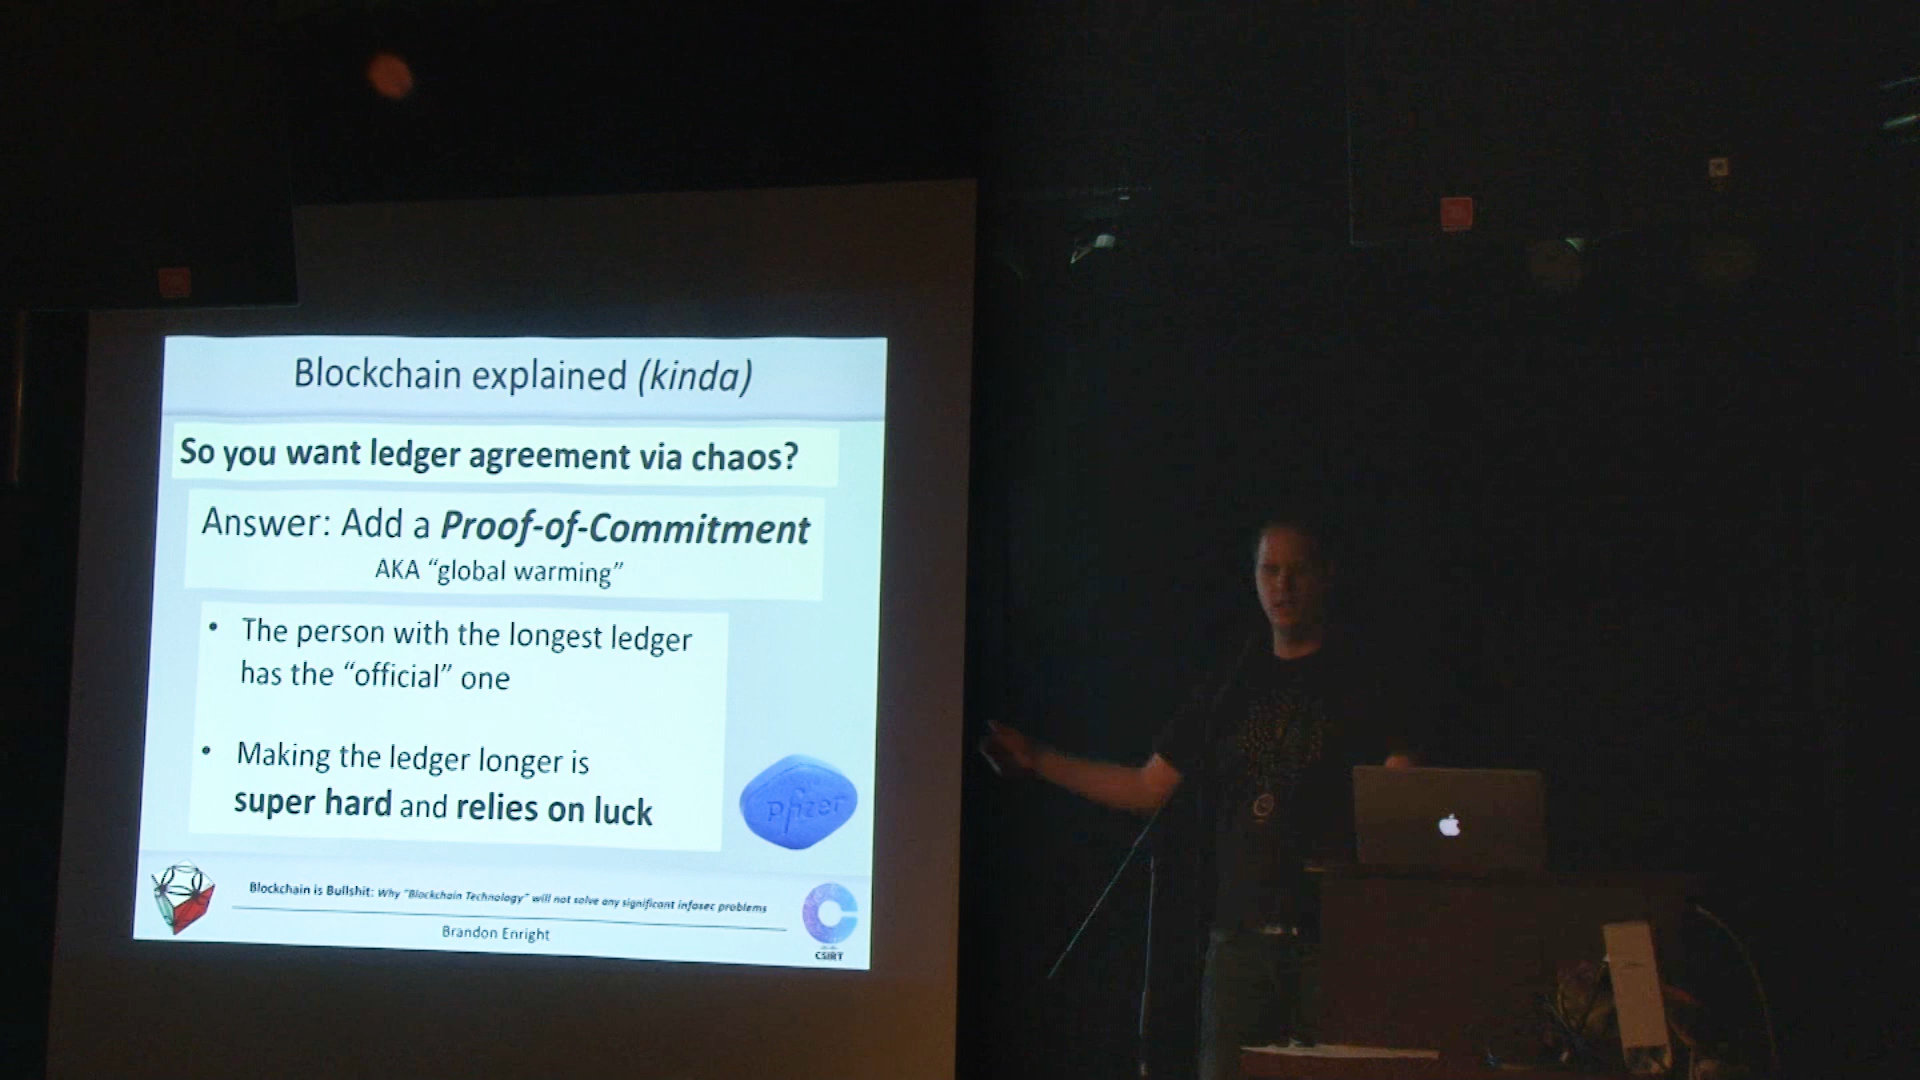 Blockchain explained (kinda)
So you want ledger agreement via chaos?
Answer: Add a Proof-of-Commitment
AKA “global warming”
• The person with the longest ledger
has the “official” one
• Making the ledger longer is
super hard and relies on luck
Pfizer
Blockchain is Bullshit: Why “Blockchain Technology” will not solve any significant infosec problems
Brandon Enright
CSIRT